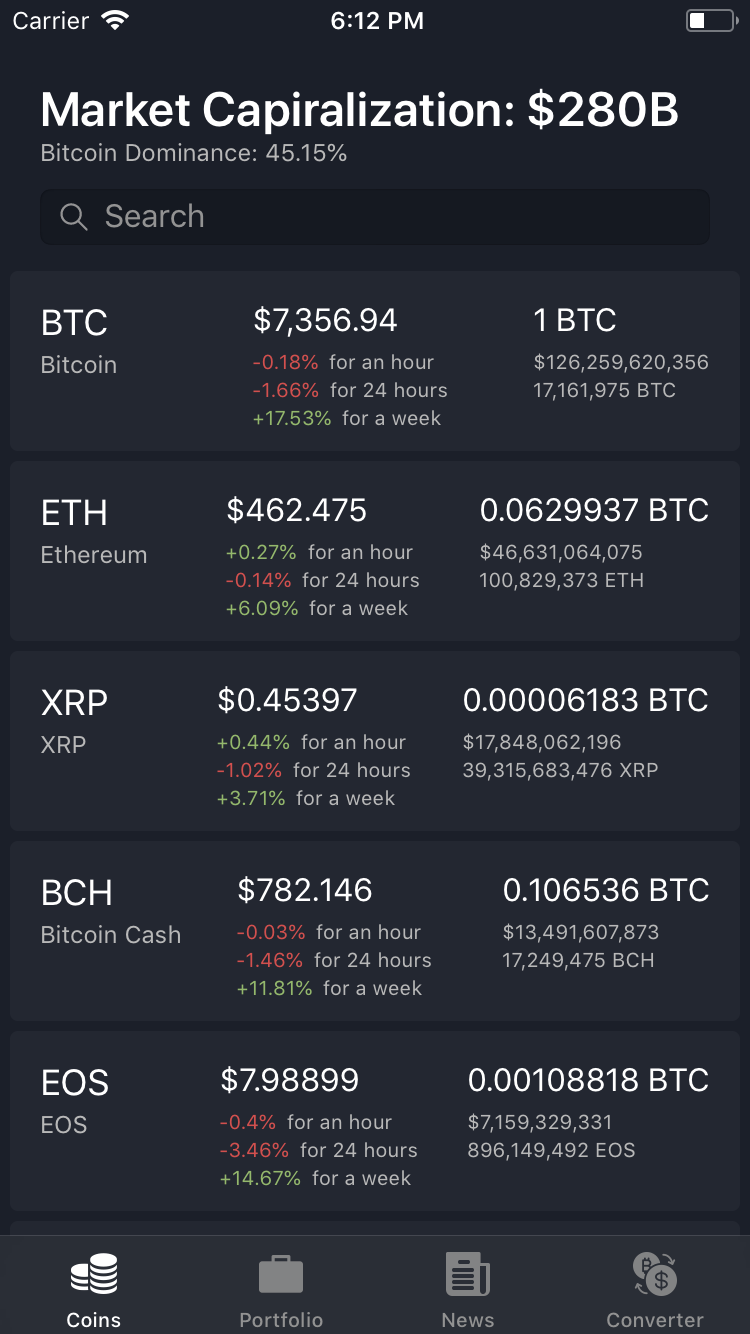 Carrier 6:12 PM
Market Capiralization: $280B
Bitcoin Dominance: 45.15%
Search
BTC $7,356.94 1 BTC
Bitcoin -0.18% for an hour $126,259,620,356
-1.66% for 24 hours 17,161,975 BTC
+17.53% for a week
ETH $462.475 0.0629937 BTC
Ethereum +0.27% for an hour $46,631,064,075
-0.14% for 24 hours 100,829,373 ETH
+6.09% for a week
XRP $0.45397 0.00006183 BTC
XRP +0.44% for an hour $17,848,062,196
-1.02% for 24 hours 39,315,683,476 XRP
+3.71% for a week
BCH $782.146 0.106536 BTC
Bitcoin Cash -0.03% for an hour $13,491,607,873
-1.46% for 24 hours 17,249,475 BCH
+11.81% for a week
EOS $7.98899 0.00108818 BTC
EOS -0.4% for an hour $7,159,329,331
-3.46% for 24 hours 896,149,492 EOS
+14.67% for a week
Coins Portfolio News Converter